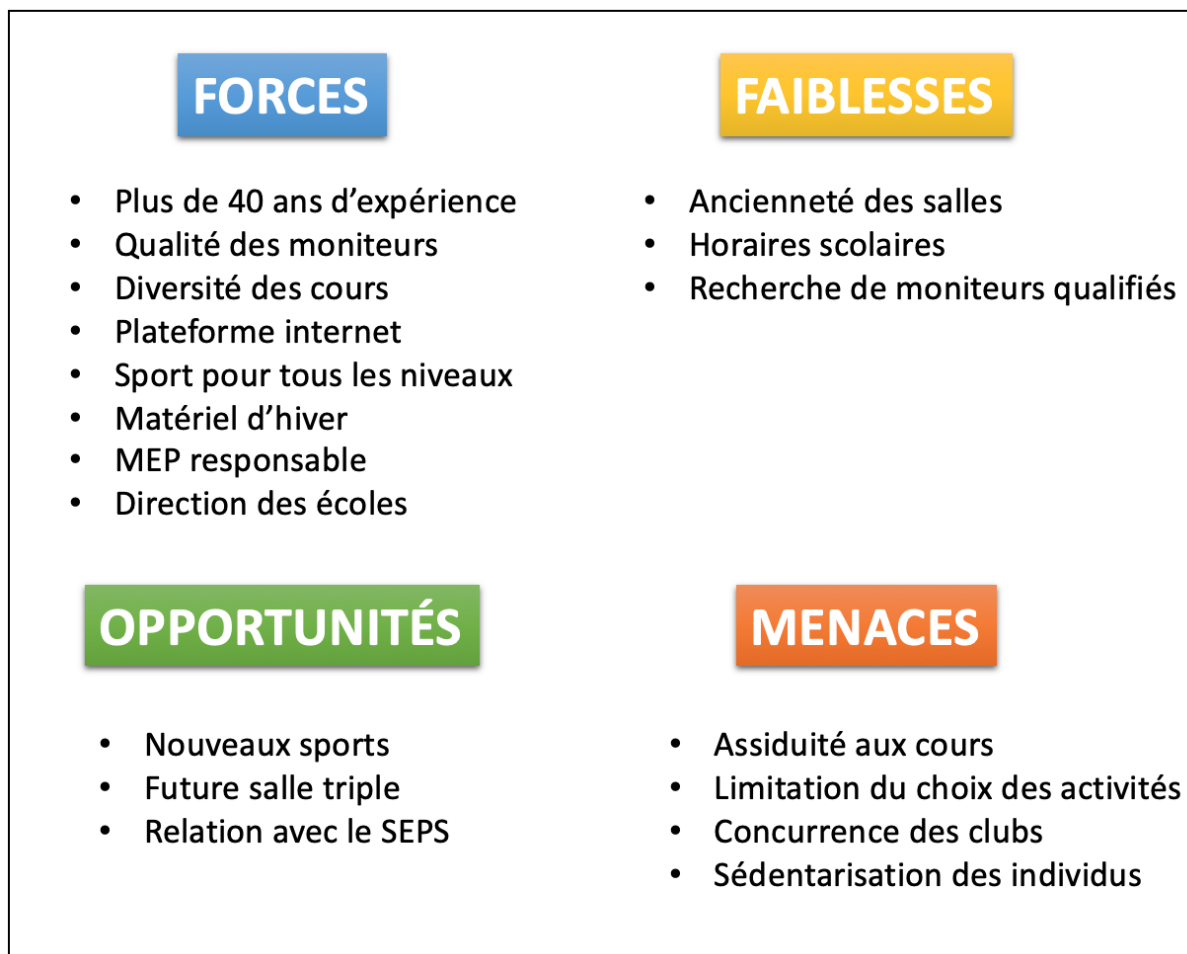 FORCES
• Plus de 40 ans d’expérience
• Qualité des moniteurs
• Diversité des cours
• Plateforme internet
• Sport pour tous les niveaux
• Matériel d’hiver
• MEP responsable
• Direction des écoles
FAIBLESSES
• Ancienneté des salles
• Horaires scolaires
• Recherche de moniteurs qualifiés
OPPORTUNITÉS
• Nouveaux sports
• Future salle triple
• Relation avec le SEPS
MENACES
• Assiduité aux cours
• Limitation du choix des activités
• Concurrence des clubs
• Sédentarisation des individus